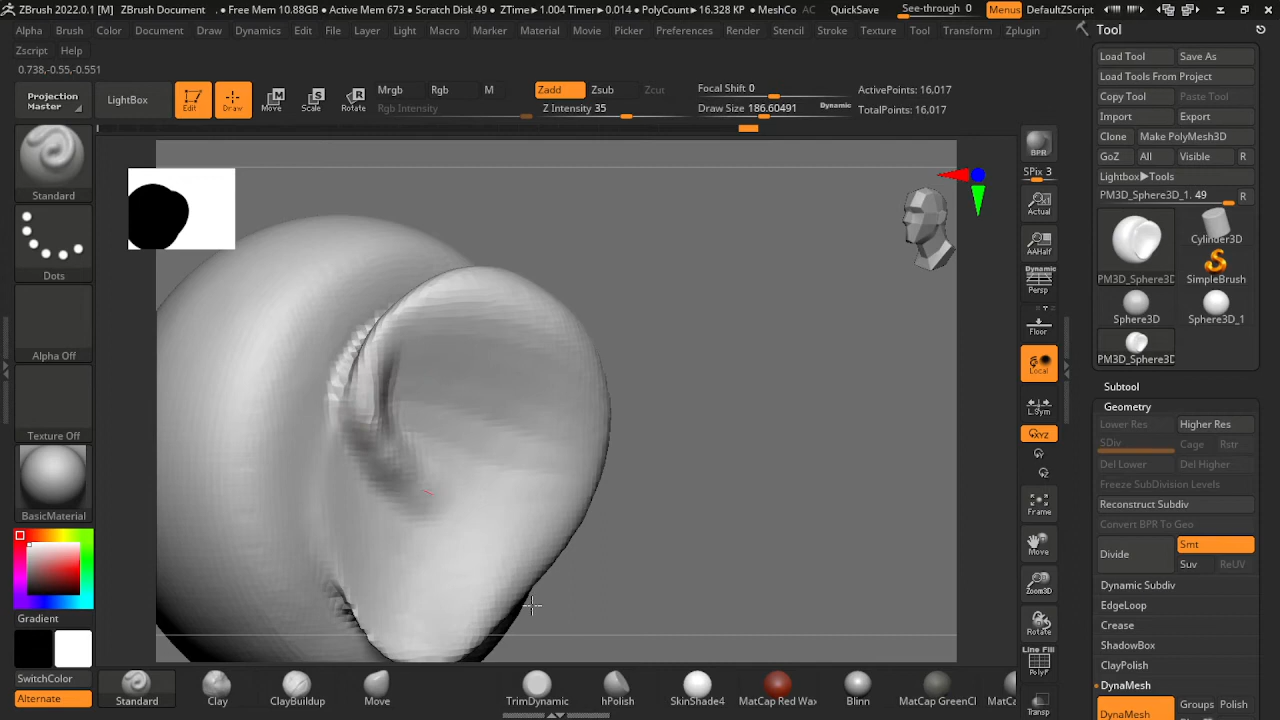 ZBrush 2022.0.1 [M] ZBrush Document , • Free Mem 10.88GB • Active Mem 673 • Scratch Disk 49 • ZTime▸1.004 Timer▸0.014 • PolyCount▸16.328 KP • MeshCo AC QuickSave See-through 0 Menus DefaultZScript
Alpha Brush Color Document Draw Dynamics Edit File Layer Light Macro Marker Material Movie Picker Preferences Render Stencil Stroke Texture Tool Transform Zplugin
Zscript Help
Tool
0.738,-0.55,-0.551
Projection Master
LightBox
Edit
Draw
Move
Scale
Rotate
Mrgb Rgb M
Rgb Intensity
Zadd Zsub Zcut
Z Intensity 35
Focal Shift 0
Draw Size 186.60491 Dynamic
ActivePoints: 16,017
TotalPoints: 16,017
Standard
Dots
Alpha Off
Texture Off
BasicMaterial
Gradient
SwitchColor
Alternate
BPR
SPix 3
Actual
AAHalf
Dynamic
Persp
Floor
Local
L.Sym
XYZ
Frame
Move
Zoom3D
Rotate
Line Fill
PolyF
Transp
Load Tool Save As
Load Tools From Project
Copy Tool Paste Tool
Import Export
Clone Make PolyMesh3D
GoZ All Visible R
Lightbox▶Tools
PM3D_Sphere3D_1. 49 R
PM3D_Sphere3D_
Cylinder3D
SimpleBrush
Sphere3D Sphere3D_1
PM3D_Sphere3D
Subtool
Geometry
Lower Res Higher Res
SDiv Cage Rstr
Del Lower Del Higher
Freeze SubDivision Levels
Reconstruct Subdiv
Convert BPR To Geo
Divide Smt
Suv ReUV
Dynamic Subdiv
EdgeLoop
Crease
ShadowBox
ClayPolish
DynaMesh
DynaMesh Groups Polish
Standard Clay ClayBuildup Move TrimDynamic hPolish SkinShade4 MatCap Red Wax Blinn MatCap GreenCl MatC